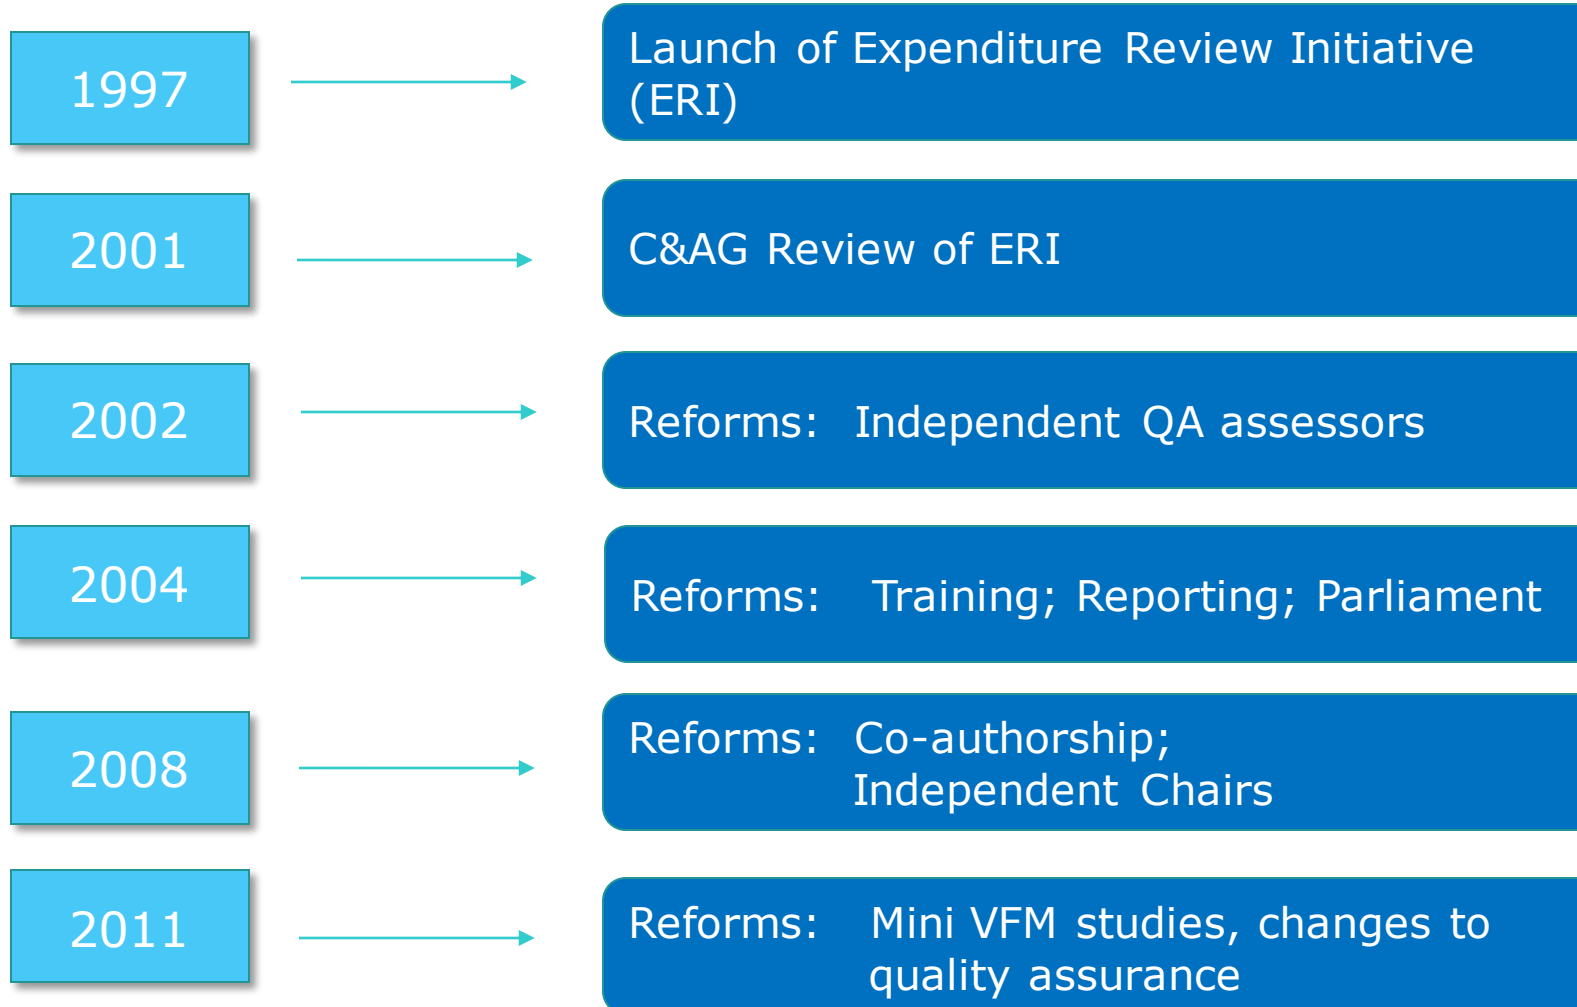 1997
Launch of Expenditure Review Initiative
(ERI)
2001
C&AG Review of ERI
2002
Reforms: Independent QA assessors
2004
Reforms: Training; Reporting; Parliament
2008
Reforms: Co-authorship;
Independent Chairs
2011
Reforms: Mini VFM studies, changes to
quality assurance